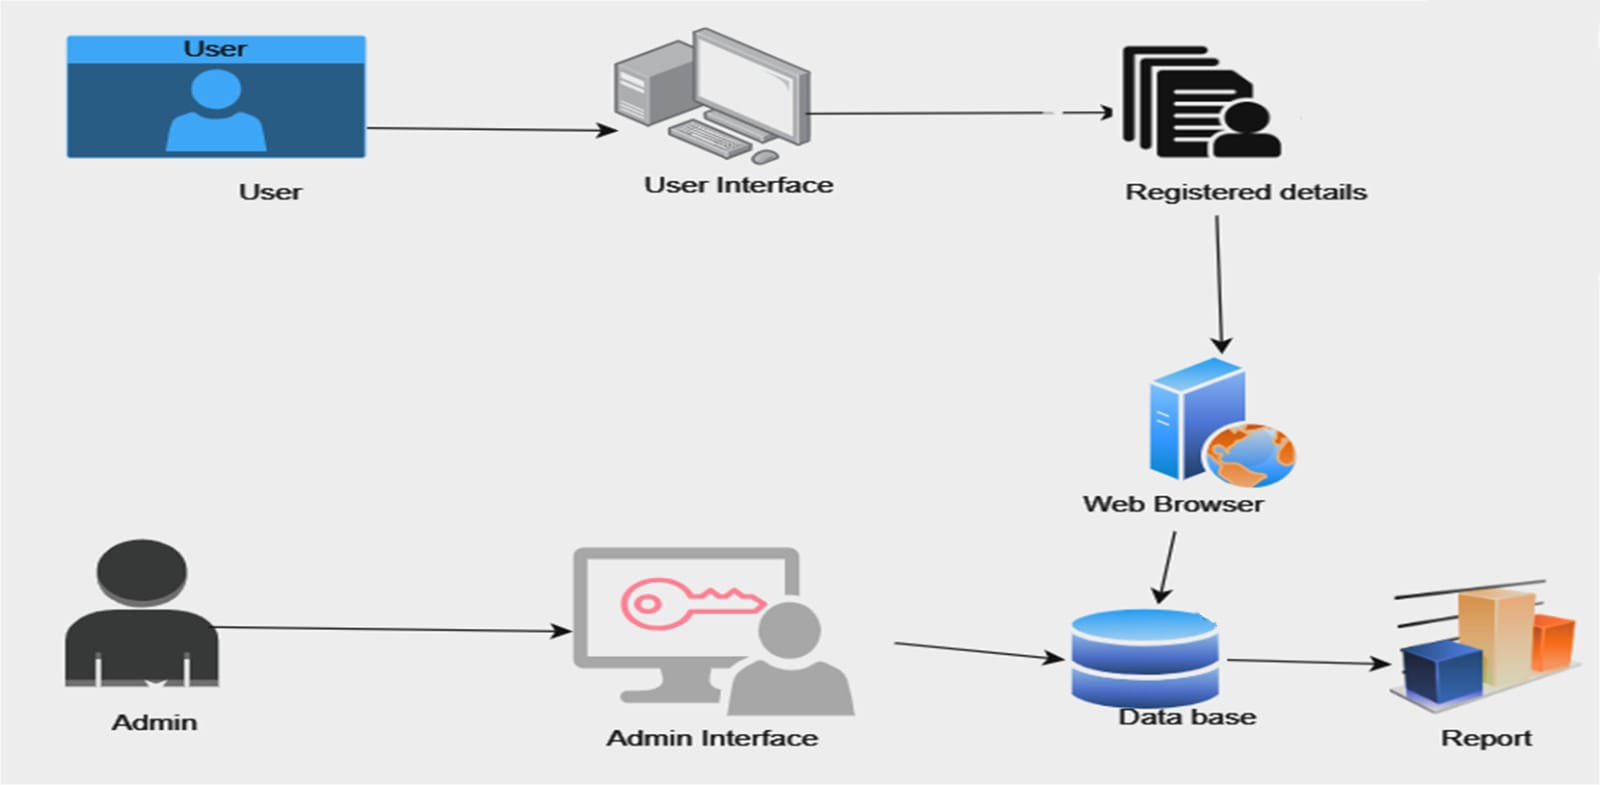 User
User
User Interface
Registered details
Web Browser
Admin
Admin Interface
Data base
Report